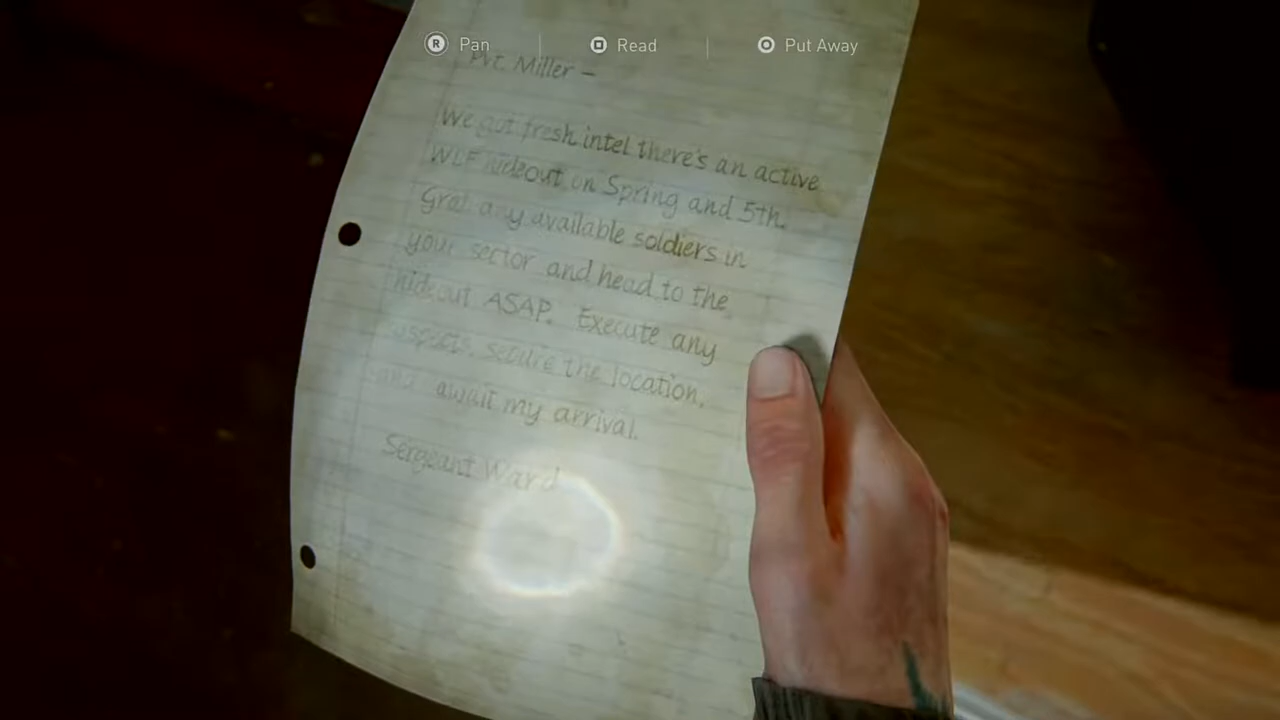 R Pan Read Put Away
Pvt. Miller –
We got fresh intel there's an active
WLF hideout on Spring and 5th.
Grab any available soldiers in
your sector and head to the
hideout ASAP. Execute any
suspects, secure the location,
and await my arrival.
Sergeant Ward